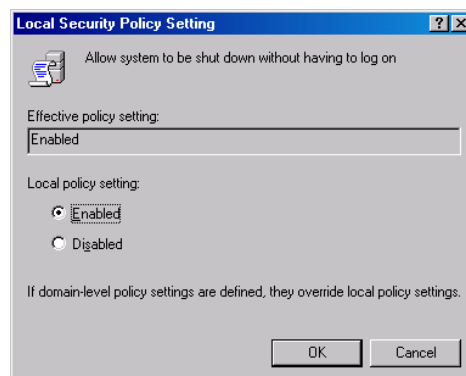 Local Security Policy Setting
Allow system to be shut down without having to log on
Effective policy setting:
Enabled
Local policy setting:
Enabled
Disabled
If domain-level policy settings are defined, they override local policy settings.
OK Cancel